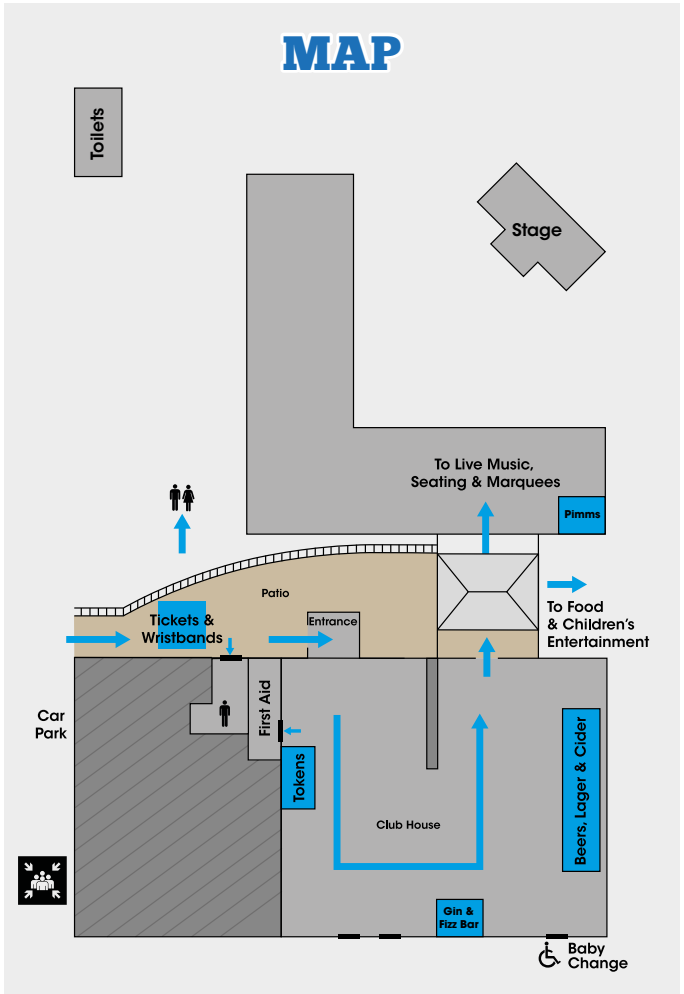 MAP
Toilets
Stage
To Live Music,
Seating & Marquees
Pimms
Patio
Tickets &
Wristbands
Entrance
To Food
& Children's
Entertainment
Car
Park
First Aid
Tokens
Beers, Lager & Cider
Club House
Gin &
Fizz Bar
Baby
Change